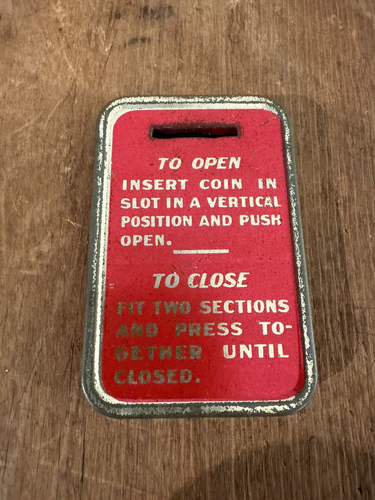 TO OPEN
INSERT COIN IN
SLOT IN A VERTICAL
POSITION AND PUSH
OPEN.
TO CLOSE
FIT TWO SECTIONS
AND PRESS TO-
GETHER UNTIL
CLOSED.